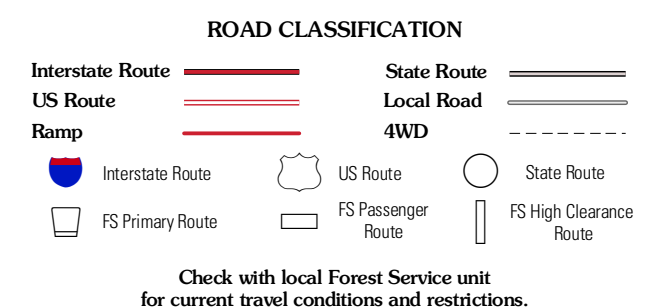 ROAD CLASSIFICATION
Interstate Route
State Route
US Route
Local Road
Ramp
4WD
Interstate Route
US Route
State Route
FS Primary Route
FS Passenger
Route
FS High Clearance
Route
Check with local Forest Service unit
for current travel conditions and restrictions.